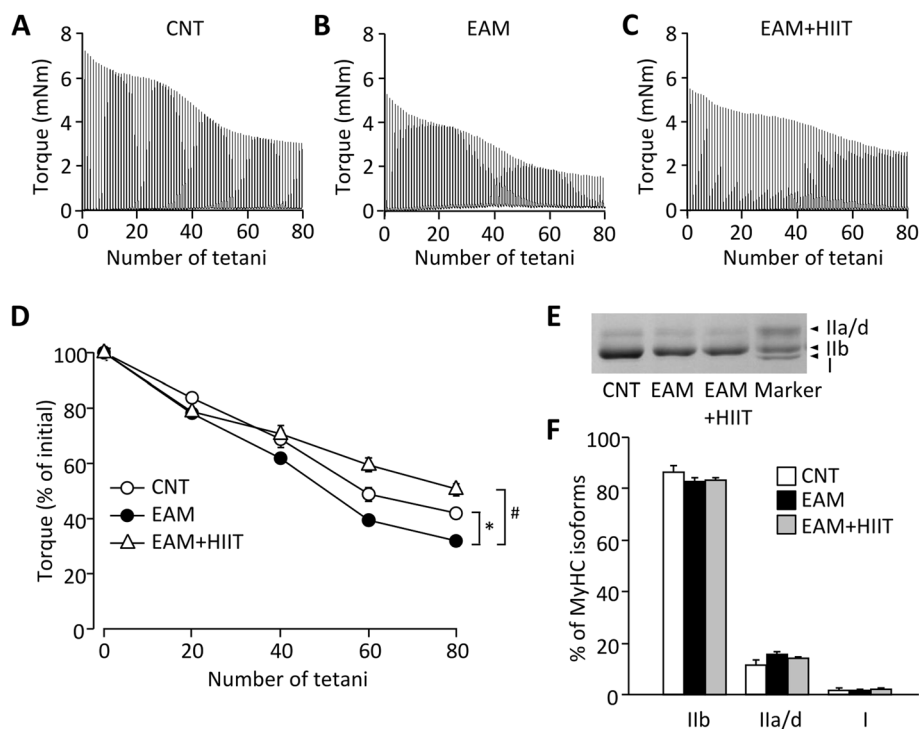 A
CNT
Torque (mNm)
8
6
4
2
0
0
20
40
60
80
Number of tetani
B
EAM
Torque (mNm)
8
6
4
2
0
0
20
40
60
80
Number of tetani
C
EAM+HIIT
Torque (mNm)
8
6
4
2
0
0
20
40
60
80
Number of tetani
D
Torque (% of initial)
100
80
60
40
20
0
CNT
EAM
EAM+HIIT
*
#
0
20
40
60
80
Number of tetani
E
IIa/d
IIb
I
CNT
EAM
EAM
+HIIT
Marker
F
% of MyHC isoforms
100
80
60
40
20
0
CNT
EAM
EAM+HIIT
IIb
IIa/d
I